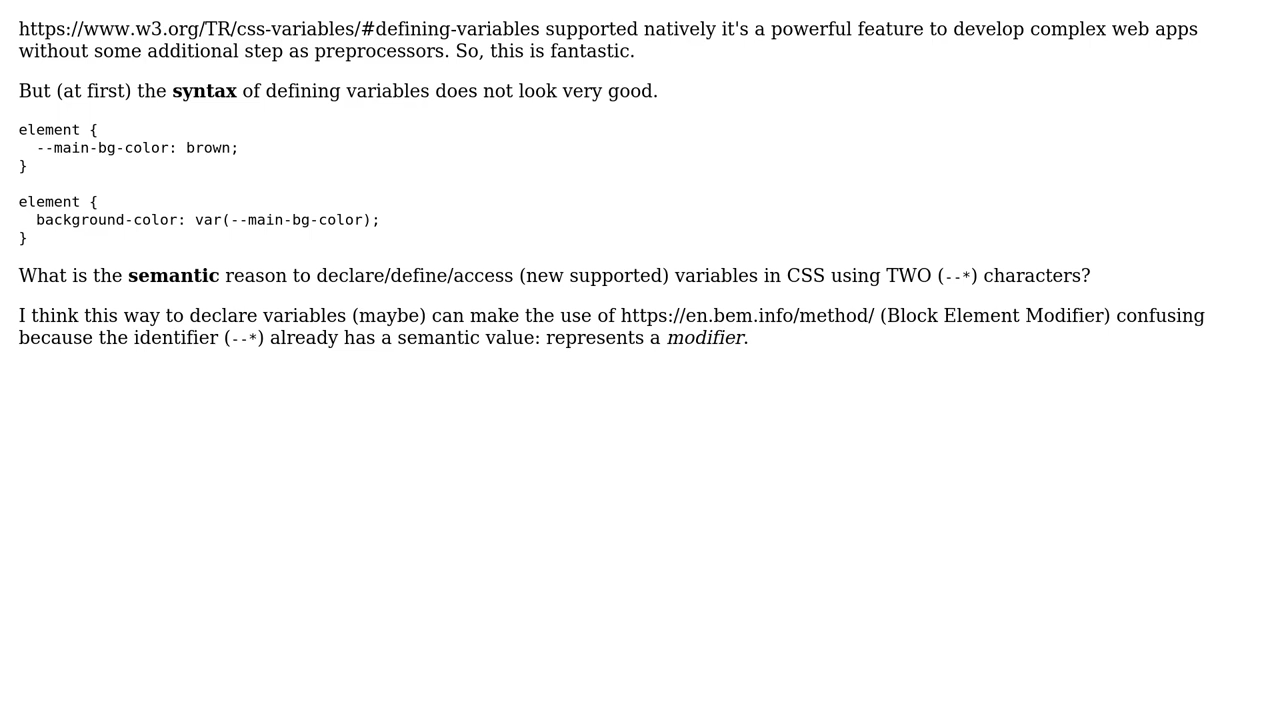 https://www.w3.org/TR/css-variables/#defining-variables supported natively it's a powerful feature to develop complex web apps
without some additional step as preprocessors. So, this is fantastic.
But (at first) the syntax of defining variables does not look very good.
element {
  --main-bg-color: brown;
}
element {
  background-color: var(--main-bg-color);
}
What is the semantic reason to declare/define/access (new supported) variables in CSS using TWO (--*) characters?
I think this way to declare variables (maybe) can make the use of https://en.bem.info/method/ (Block Element Modifier) confusing
because the identifier (--*) already has a semantic value: represents a modifier.